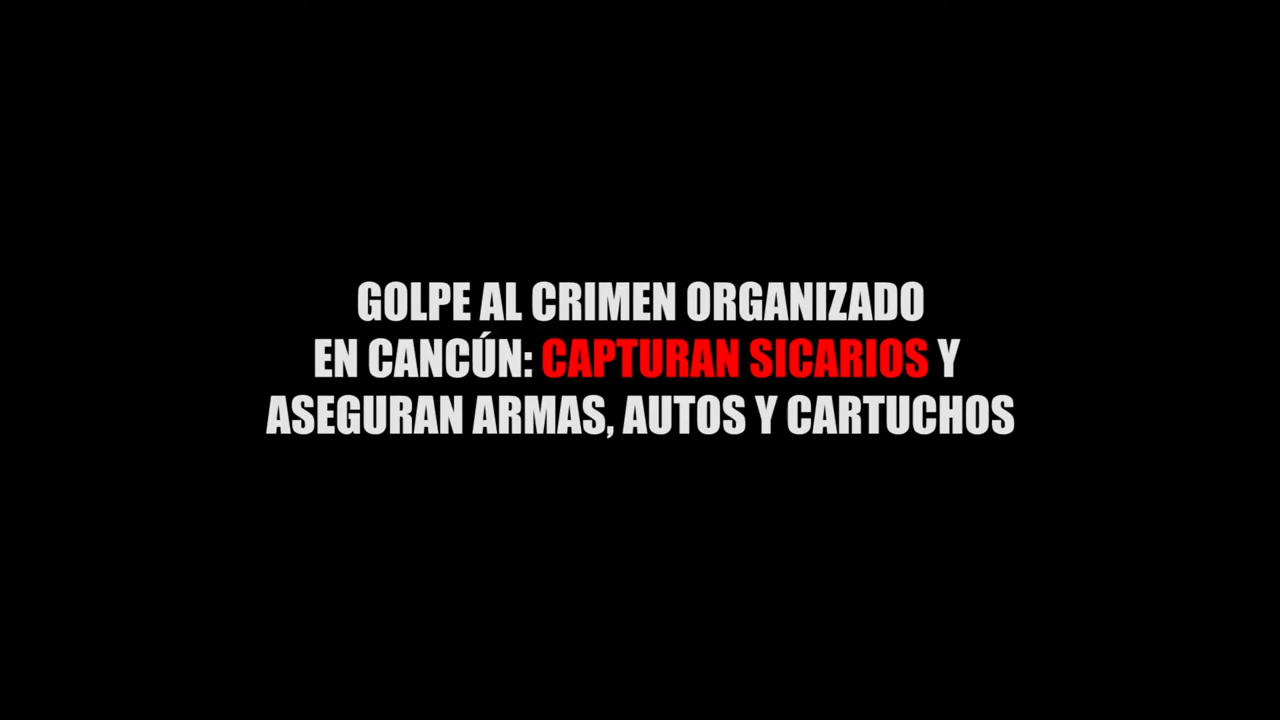 GOLPE AL CRIMEN ORGANIZADO
EN CANCÚN: CAPTURAN SICARIOS Y
ASEGURAN ARMAS, AUTOS Y CARTUCHOS